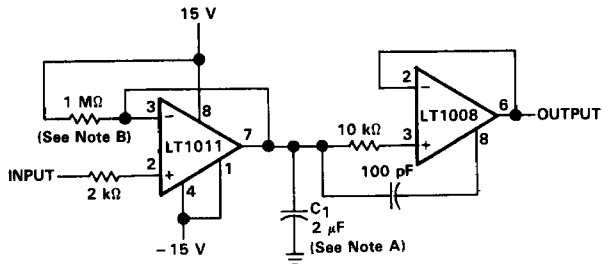 15 V
1 MΩ
(See Note B)
3
−
8
LT1011
7
2
+
1
4
INPUT
2 kΩ
−15 V
C1
2 μF
(See Note A)
10 kΩ
100 pF
2
−
LT1008
6
3
+
8
OUTPUT